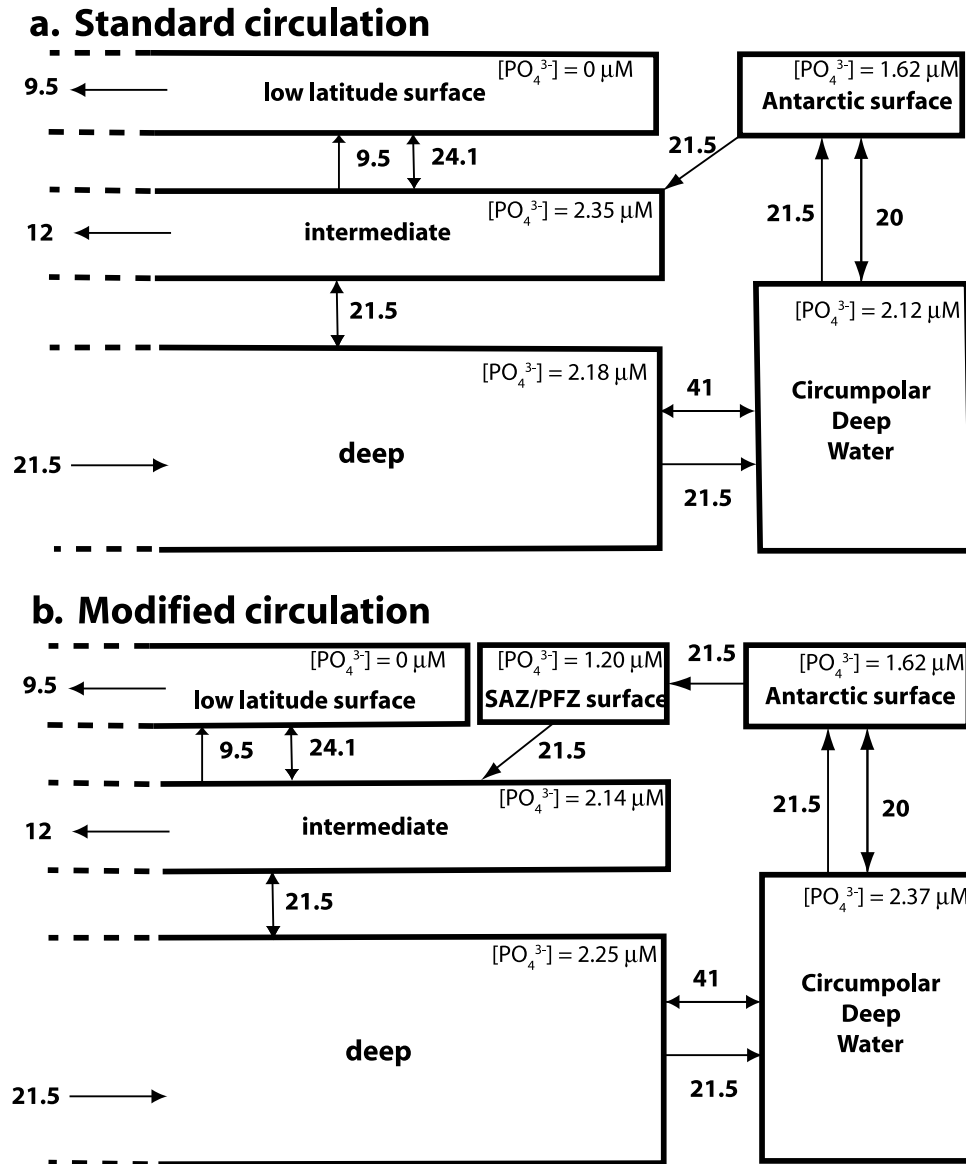 a. Standard circulation
[PO₄³⁻] = 0 µM
low latitude surface
9.5
[PO₄³⁻] = 1.62 µM
Antarctic surface
9.5
24.1
21.5
[PO₄³⁻] = 2.35 µM
intermediate
12
21.5
20
21.5
[PO₄³⁻] = 2.12 µM
Circumpolar
Deep
Water
[PO₄³⁻] = 2.18 µM
41
deep
21.5
21.5
b. Modified circulation
[PO₄³⁻] = 0 µM
low latitude surface
9.5
[PO₄³⁻] = 1.20 µM
SAZ/PFZ surface
21.5
[PO₄³⁻] = 1.62 µM
Antarctic surface
9.5
24.1
21.5
[PO₄³⁻] = 2.14 µM
intermediate
12
21.5
20
21.5
[PO₄³⁻] = 2.37 µM
Circumpolar
Deep
Water
[PO₄³⁻] = 2.25 µM
41
deep
21.5
21.5